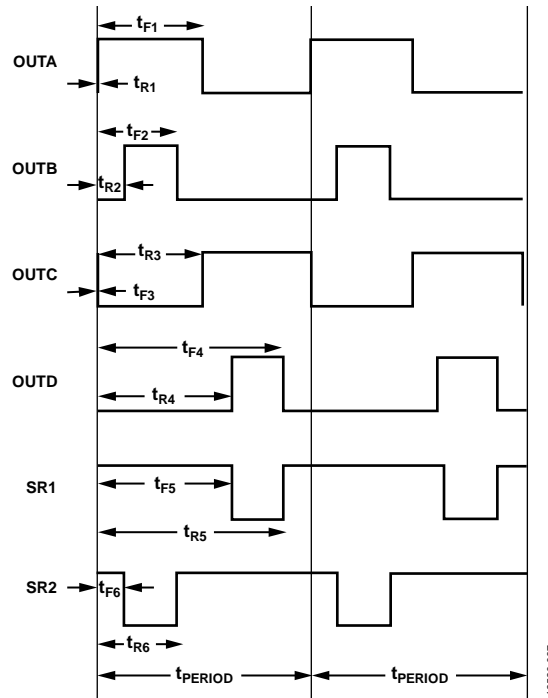 tF1
OUTA
tR1
tF2
OUTB
tR2
tR3
OUTC
tF3
tF4
OUTD
tR4
SR1
tF5
tR5
SR2
tF6
tR6
tPERIOD tPERIOD